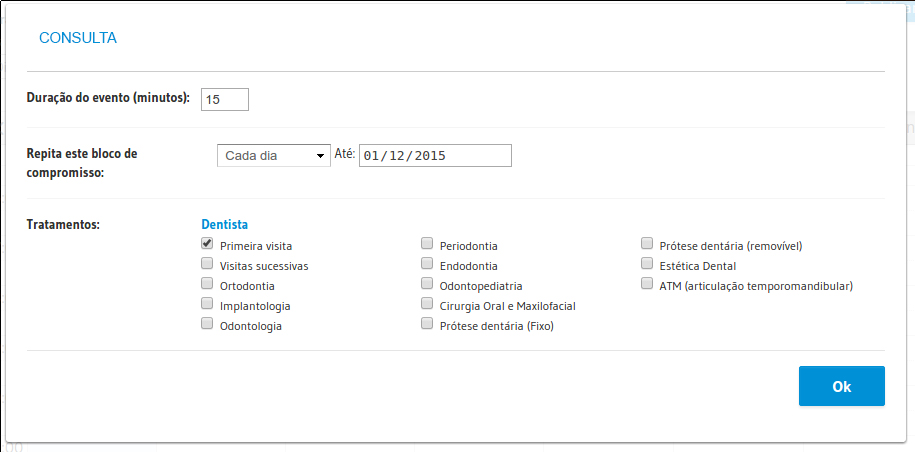 CONSULTA
Duração do evento (minutos): 15
Repita este bloco de compromisso: Cada dia Até: 01/12/2015
Tratamentos: Dentista
Primeira visita Periodontia Prótese dentária (removível)
Visitas sucessivas Endodontia Estética Dental
Ortodontia Odontopediatria ATM (articulação temporomandibular)
Implantologia Cirurgia Oral e Maxilofacial
Odontologia Prótese dentária (Fixo)
Ok